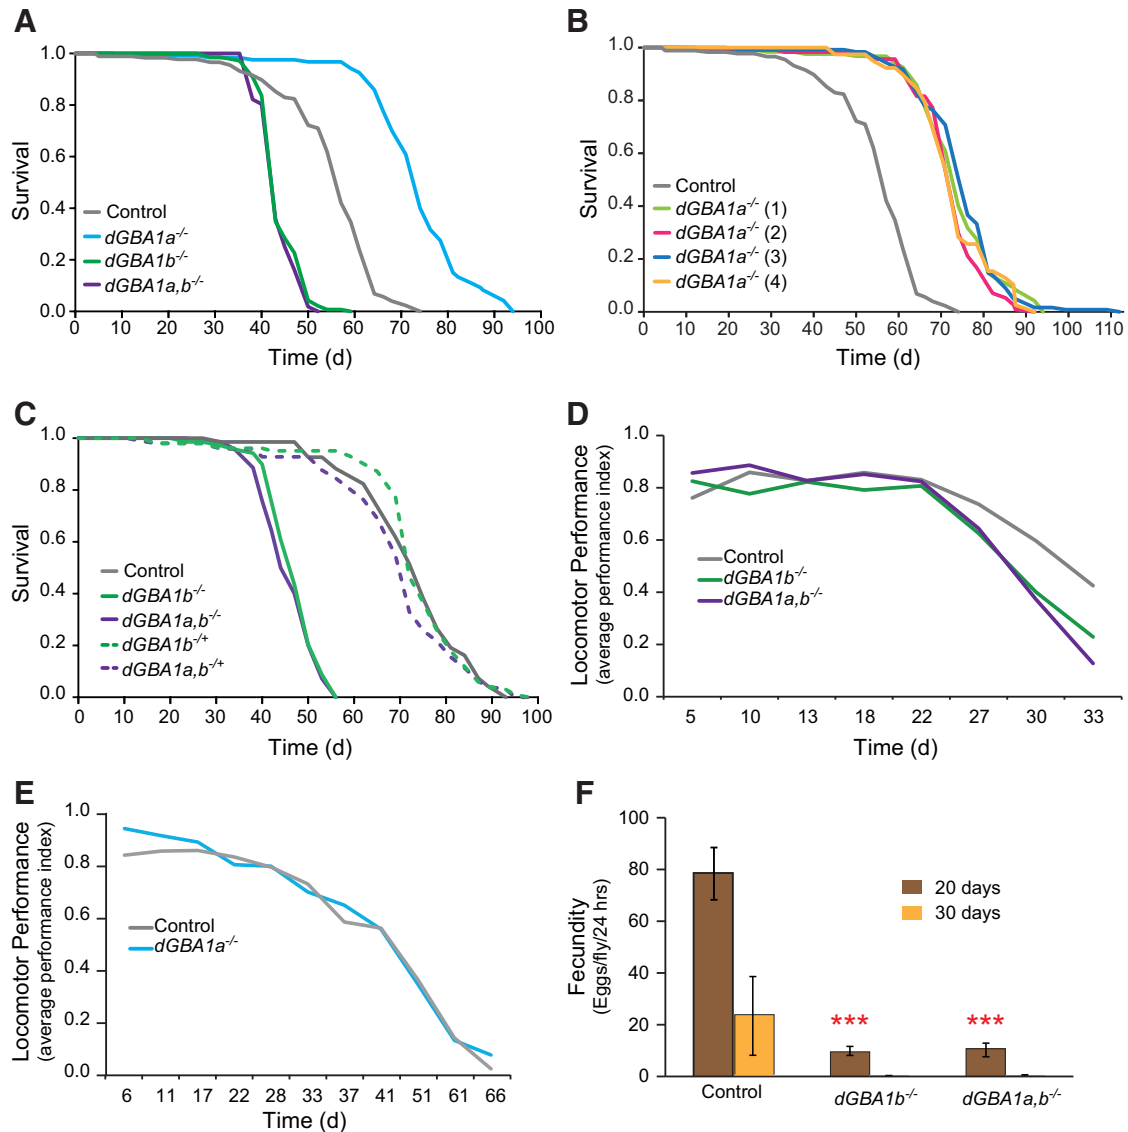 A
1.0
0.8
0.6
0.4
0.2
0.0
Survival
Control
dGBA1a-/-
dGBA1b-/-
dGBA1a,b-/-
0 10 20 30 40 50 60 70 80 90 100
Time (d)
B
1.0
0.8
0.6
0.4
0.2
0.0
Survival
Control
dGBA1a-/- (1)
dGBA1a-/- (2)
dGBA1a-/- (3)
dGBA1a-/- (4)
0 10 20 30 40 50 60 70 80 90 100 110
Time (d)
C
1.0
0.8
0.6
0.4
0.2
0.0
Survival
Control
dGBA1b-/-
dGBA1a,b-/-
dGBA1b-/+
dGBA1a,b-/+
0 10 20 30 40 50 60 70 80 90 100
Time (d)
D
1.0
0.8
0.6
0.4
0.2
0.0
Locomotor Performance
(average performance index)
Control
dGBA1b-/-
dGBA1a,b-/-
5 10 13 18 22 27 30 33
Time (d)
E
1.0
0.8
0.6
0.4
0.2
0.0
Locomotor Performance
(average performance index)
Control
dGBA1a-/-
6 11 17 22 28 33 37 41 51 61 66
Time (d)
F
100
80
60
40
20
0
Fecundity
(Eggs/fly/24 hrs)
20 days
30 days
*** ***
Control dGBA1b-/- dGBA1a,b-/-